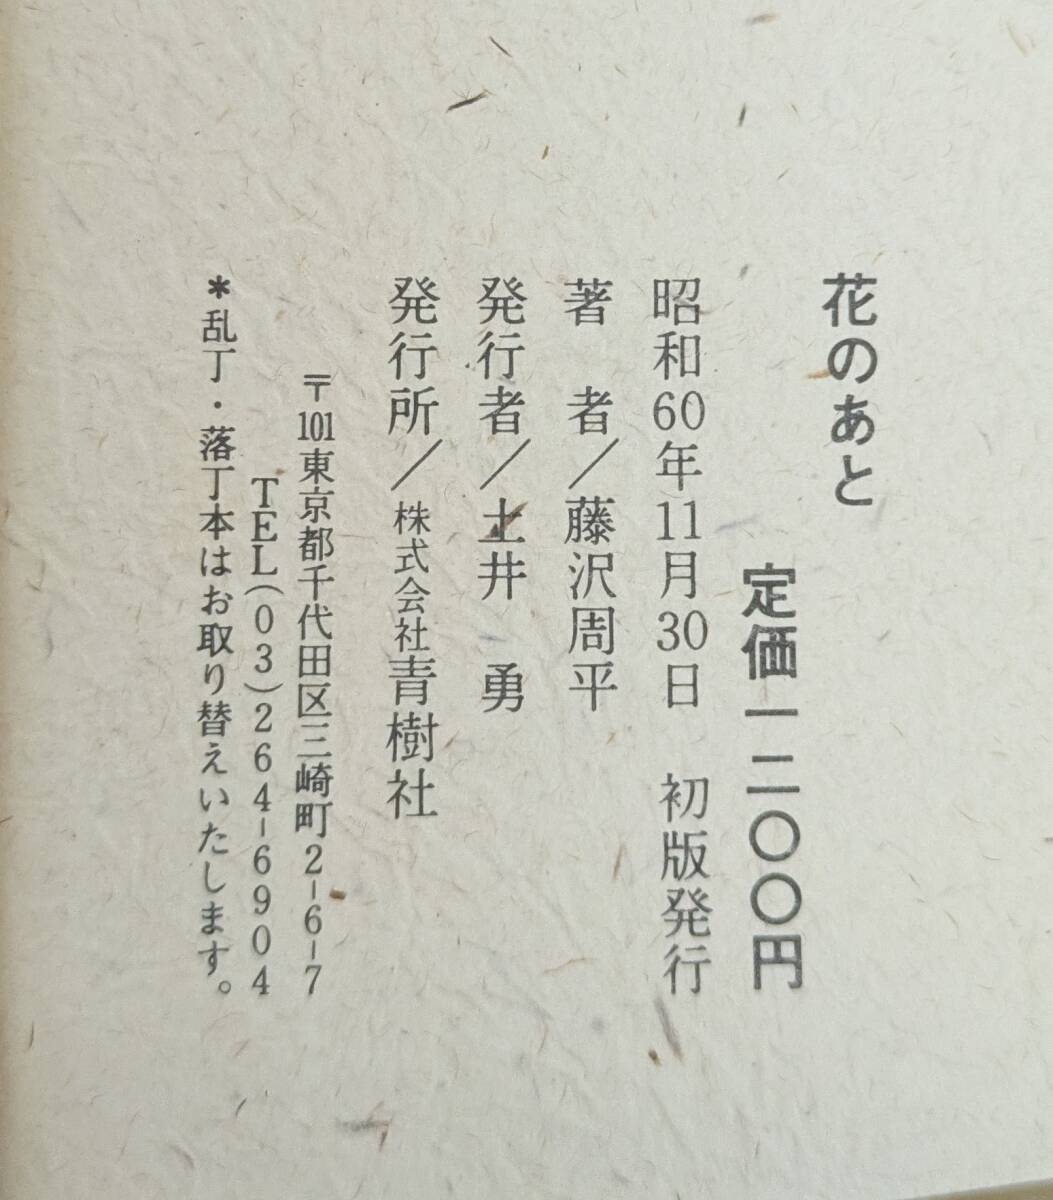 花のあと
定価一二〇〇円
昭和60年11月30日　初版発行
著　者／藤沢周平
発行者／土井　勇
発行所／株式会社青樹社
〒101東京都千代田区三崎町2-6-7
TEL(03)264-6904
*乱丁・落丁本はお取り替えいたします。